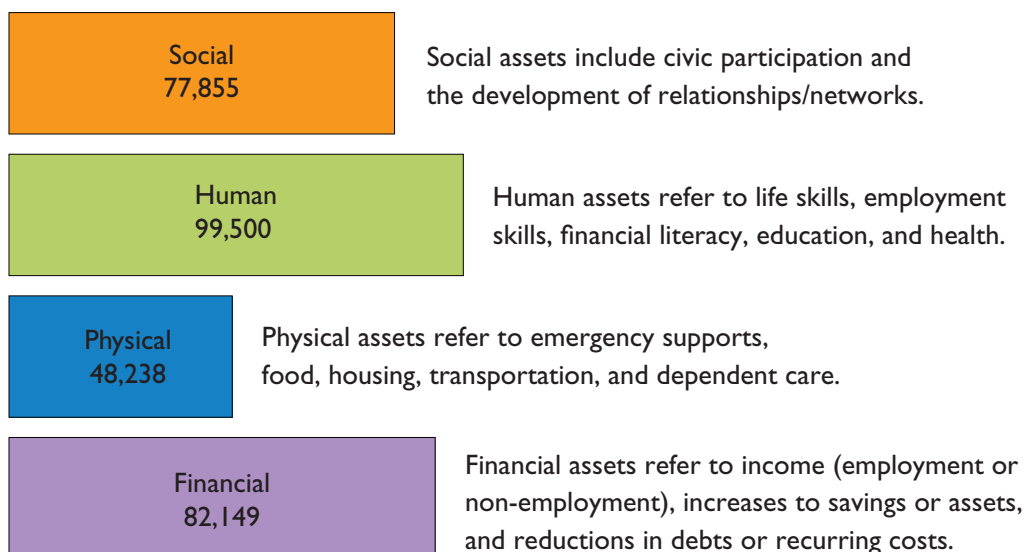 Social
77,855
Social assets include civic participation and
the development of relationships/networks.
Human
99,500
Human assets refer to life skills, employment
skills, financial literacy, education, and health.
Physical
48,238
Physical assets refer to emergency supports,
food, housing, transportation, and dependent care.
Financial
82,149
Financial assets refer to income (employment or
non-employment), increases to savings or assets,
and reductions in debts or recurring costs.